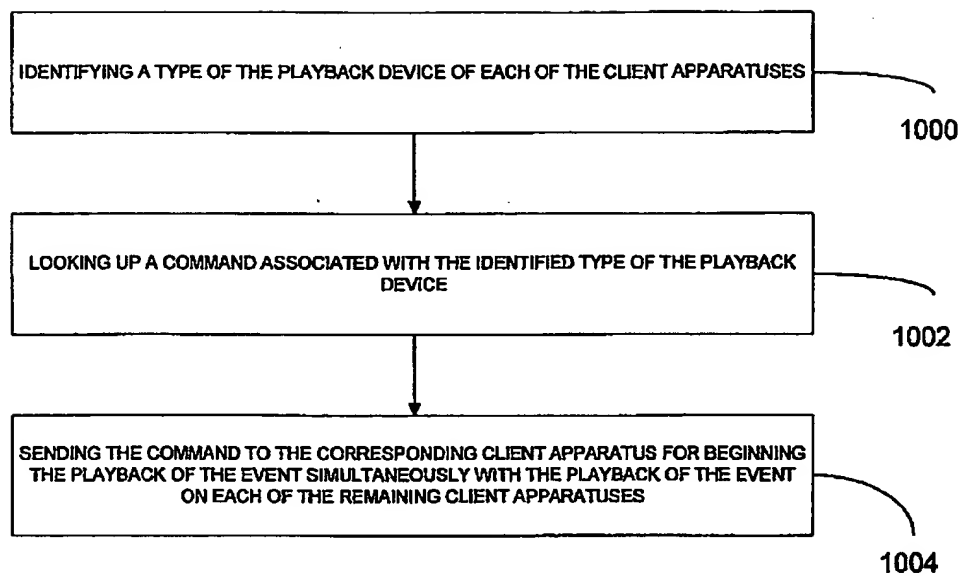 IDENTIFYING A TYPE OF THE PLAYBACK DEVICE OF EACH OF THE CLIENT APPARATUSES
1000
LOOKING UP A COMMAND ASSOCIATED WITH THE IDENTIFIED TYPE OF THE PLAYBACK
DEVICE
1002
SENDING THE COMMAND TO THE CORRESPONDING CLIENT APPARATUS FOR BEGINNING
THE PLAYBACK OF THE EVENT SIMULTANEOUSLY WITH THE PLAYBACK OF THE EVENT
ON EACH OF THE REMAINING CLIENT APPARATUSES
1004